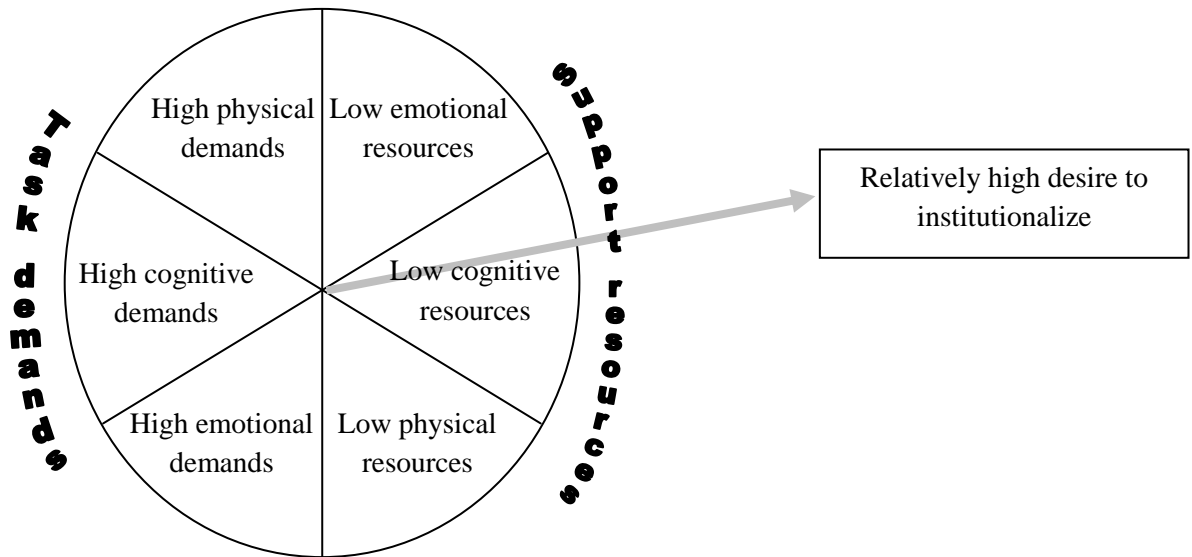 Task demands
High physical
demands
Low emotional
resources
High cognitive
demands
Low cognitive
resources
High emotional
demands
Low physical
resources
Support resources
Relatively high desire to
institutionalize